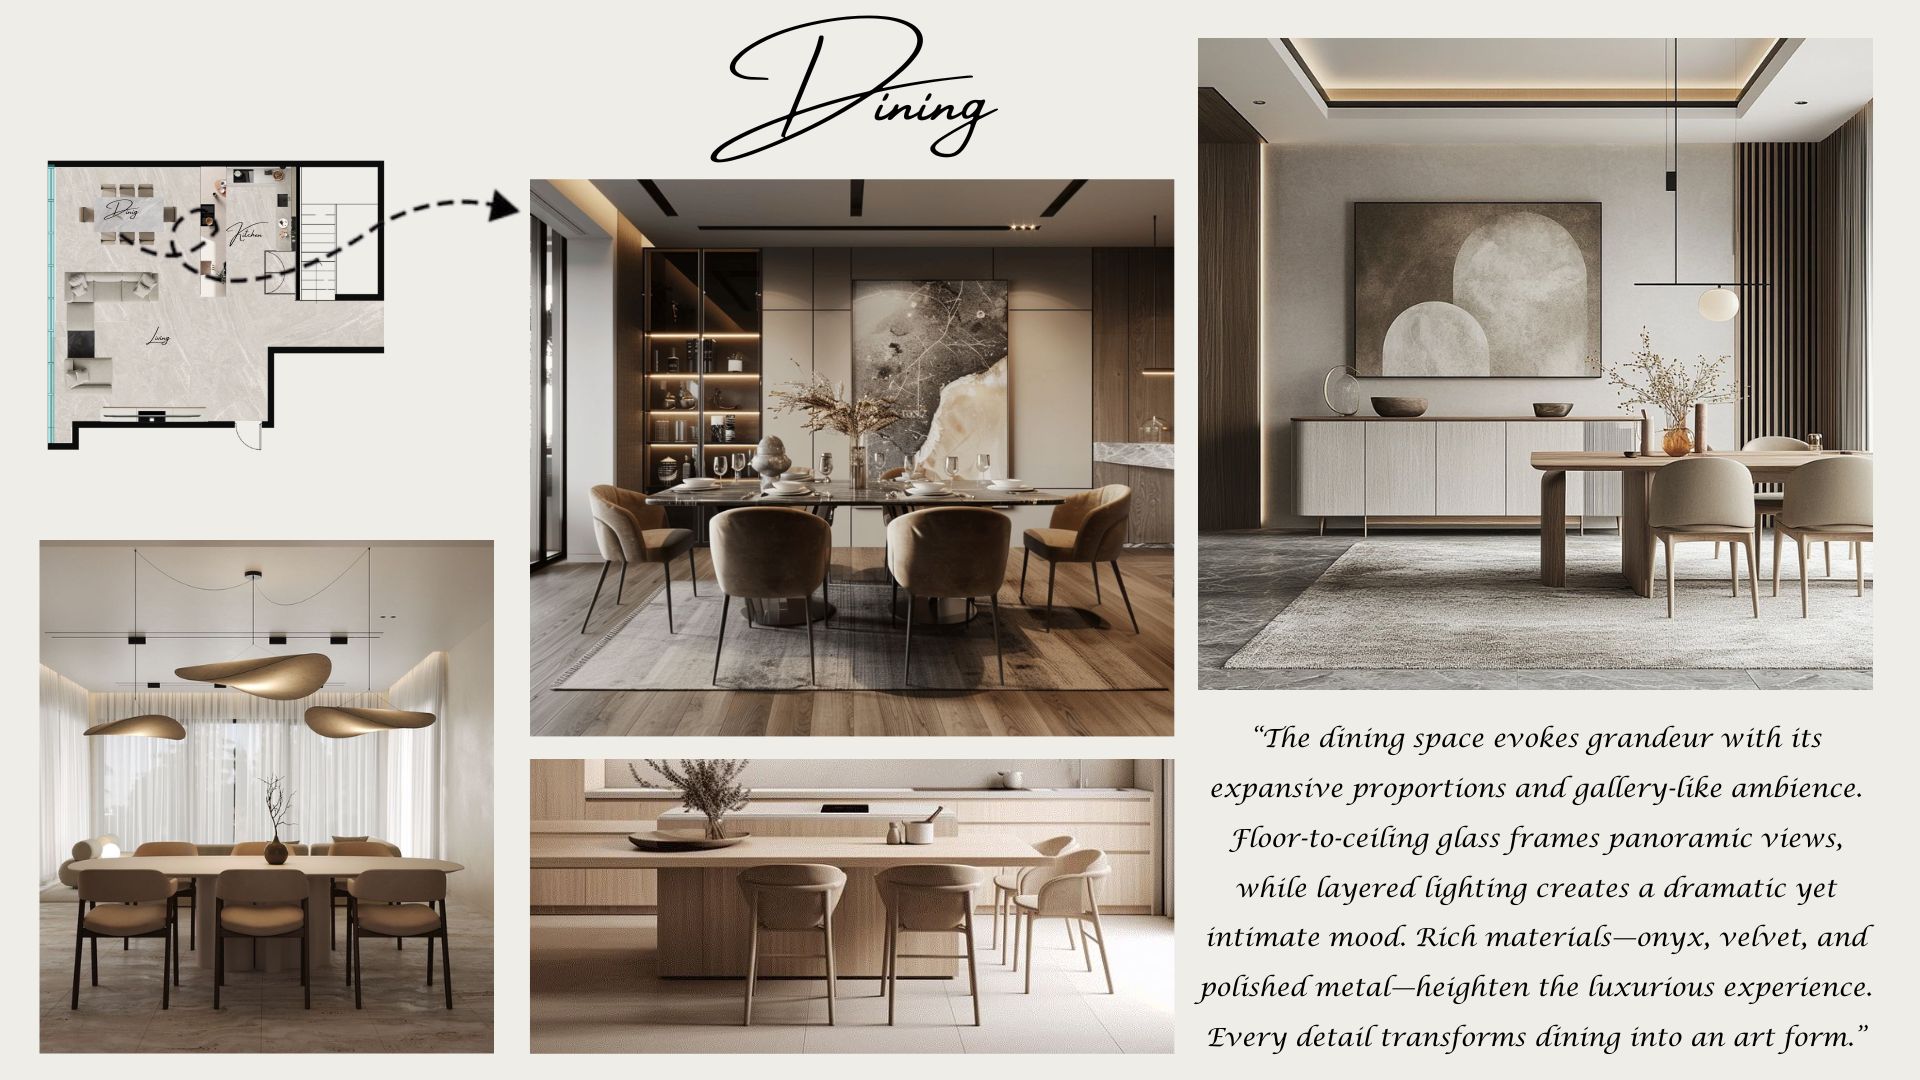 Dining
Dinig
Kitchen
Living
“The dining space evokes grandeur with its
expansive proportions and gallery-like ambience.
Floor-to-ceiling glass frames panoramic views,
while layered lighting creates a dramatic yet
intimate mood. Rich materials—onyx, velvet, and
polished metal—heighten the luxurious experience.
Every detail transforms dining into an art form.”